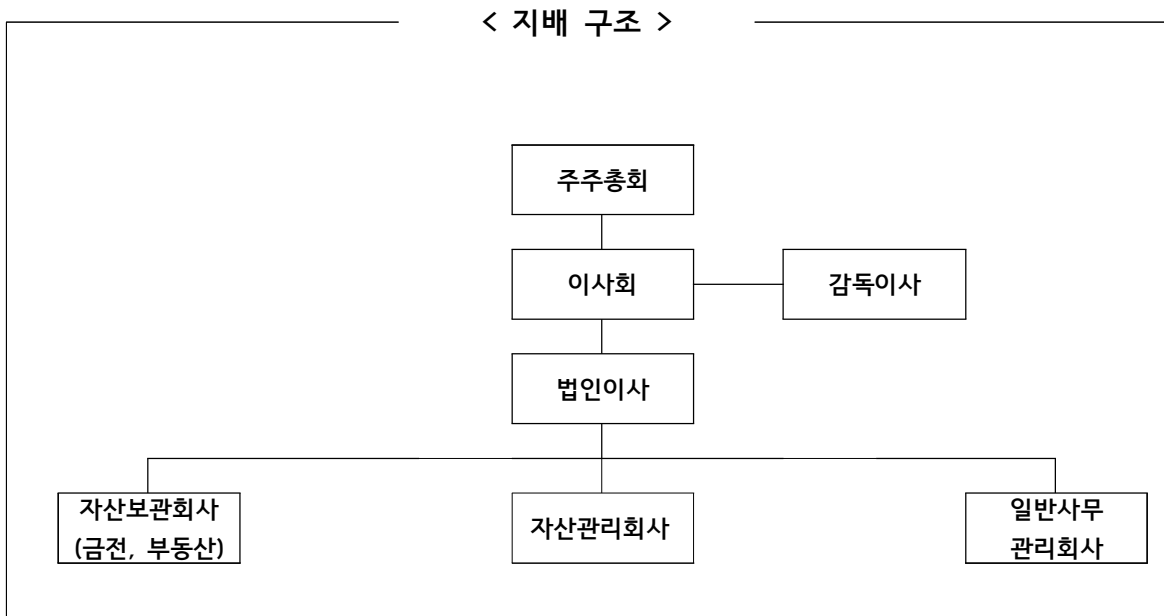 < 지배 구조 >
주주총회
이사회
감독이사
법인이사
자산보관회사
(금전, 부동산)
자산관리회사
일반사무
관리회사